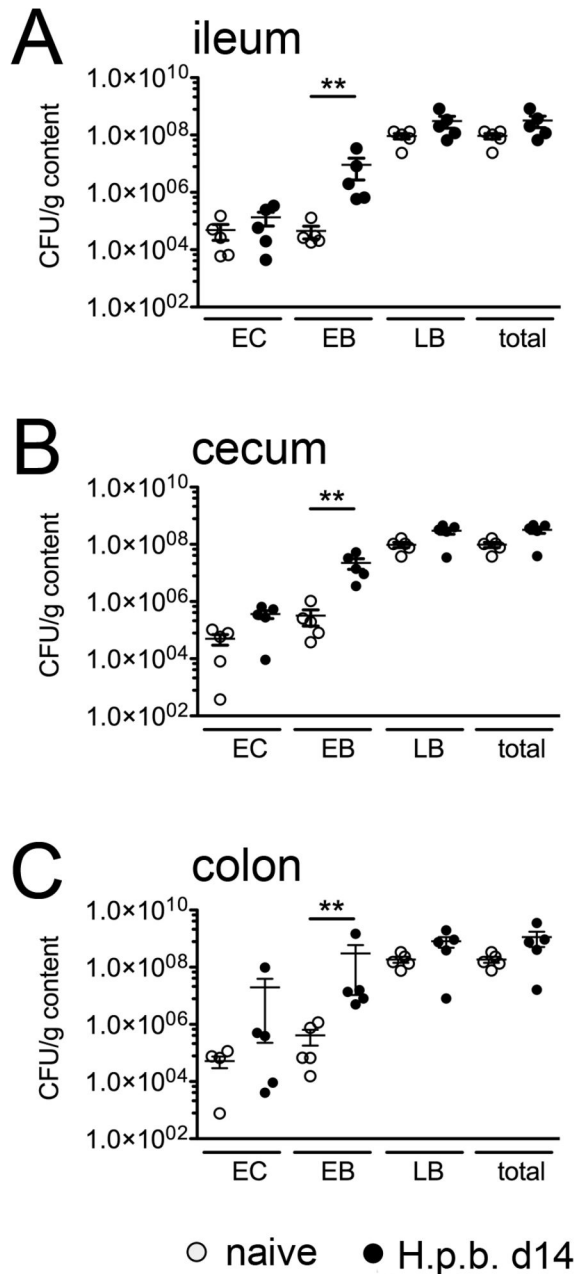 A ileum
CFU/g content
1.0×10¹⁰
1.0×10⁰⁸
1.0×10⁰⁶
1.0×10⁰⁴
1.0×10⁰²
**
EC EB LB total
B cecum
CFU/g content
1.0×10¹⁰
1.0×10⁰⁸
1.0×10⁰⁶
1.0×10⁰⁴
1.0×10⁰²
**
EC EB LB total
C colon
CFU/g content
1.0×10¹⁰
1.0×10⁰⁸
1.0×10⁰⁶
1.0×10⁰⁴
1.0×10⁰²
**
EC EB LB total
naive H.p.b. d14